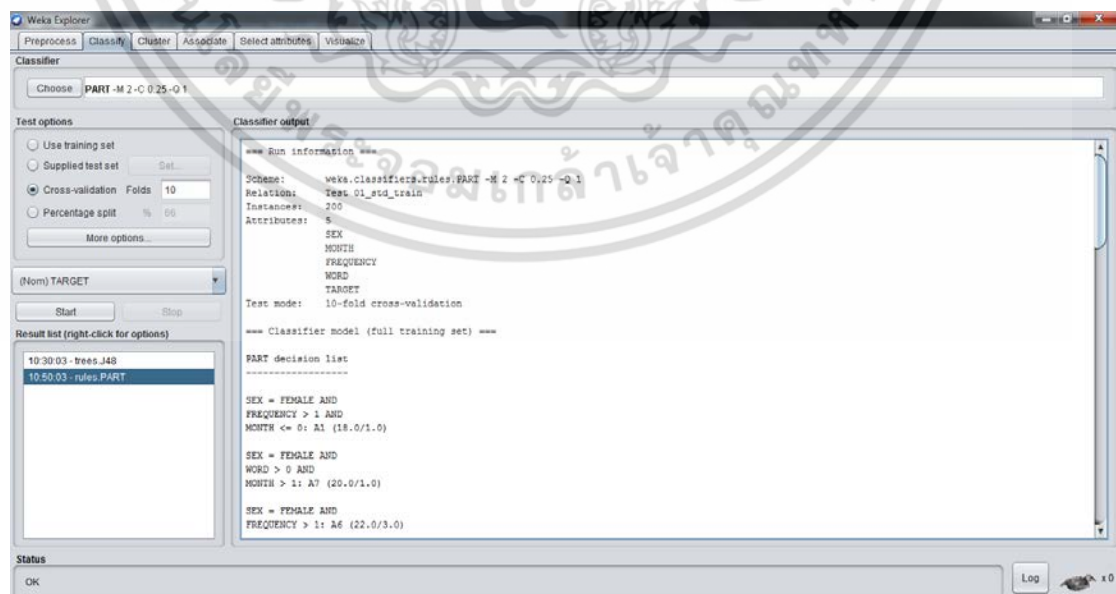 Weka Explorer
Preprocess Classify Cluster Associate Select attributes Visualize
Classifier
Choose PART -M 2 -C 0.25 -Q 1
Test options
Use training set
Supplied test set Set...
Cross-validation Folds 10
Percentage split % 66
More options...
(Nom) TARGET
Start Stop
Result list (right-click for options)
10:30:03 - trees.J48
10:50:03 - rules.PART
Classifier output
=== Run information ===
Scheme: weka.classifiers.rules.PART -M 2 -C 0.25 -Q 1
Relation: Test 01_std_train
Instances: 200
Attributes: 5
SEX
MONTH
FREQUENCY
WORD
TARGET
Test mode: 10-fold cross-validation
=== Classifier model (full training set) ===
PART decision list
------------------
SEX = FEMALE AND
FREQUENCY > 1 AND
MONTH <= 0: A1 (18.0/1.0)
SEX = FEMALE AND
WORD > 0 AND
MONTH > 1: A7 (20.0/1.0)
SEX = FEMALE AND
FREQUENCY > 1: A6 (22.0/3.0)
Status
OK
Log x 0